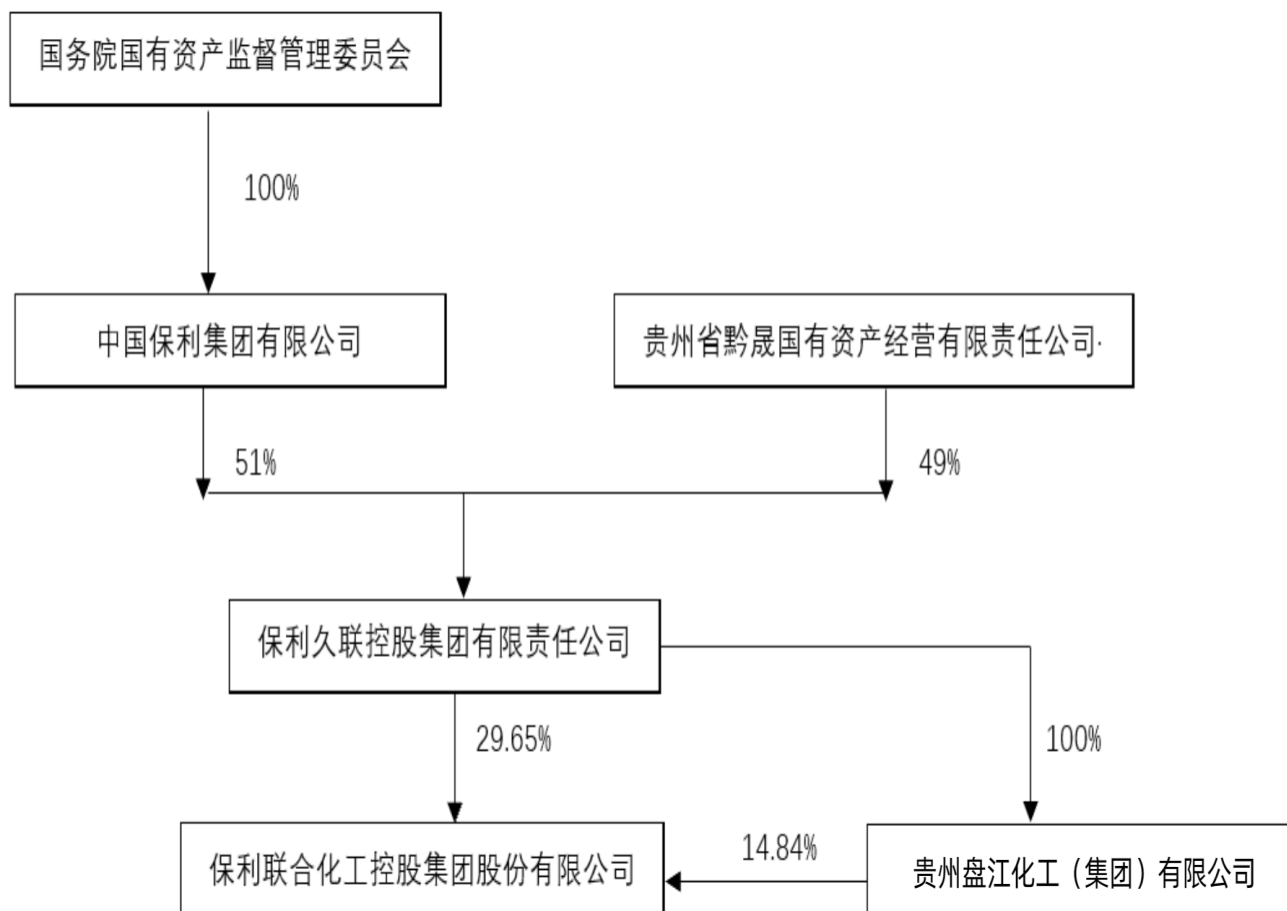 国务院国有资产监督管理委员会
100%
中国保利集团有限公司
贵州省黔晟国有资产经营有限责任公司
51%
49%
保利久联控股集团有限责任公司
29.65%
100%
保利联合化工控股集团股份有限公司
14.84%
贵州盘江化工（集团）有限公司